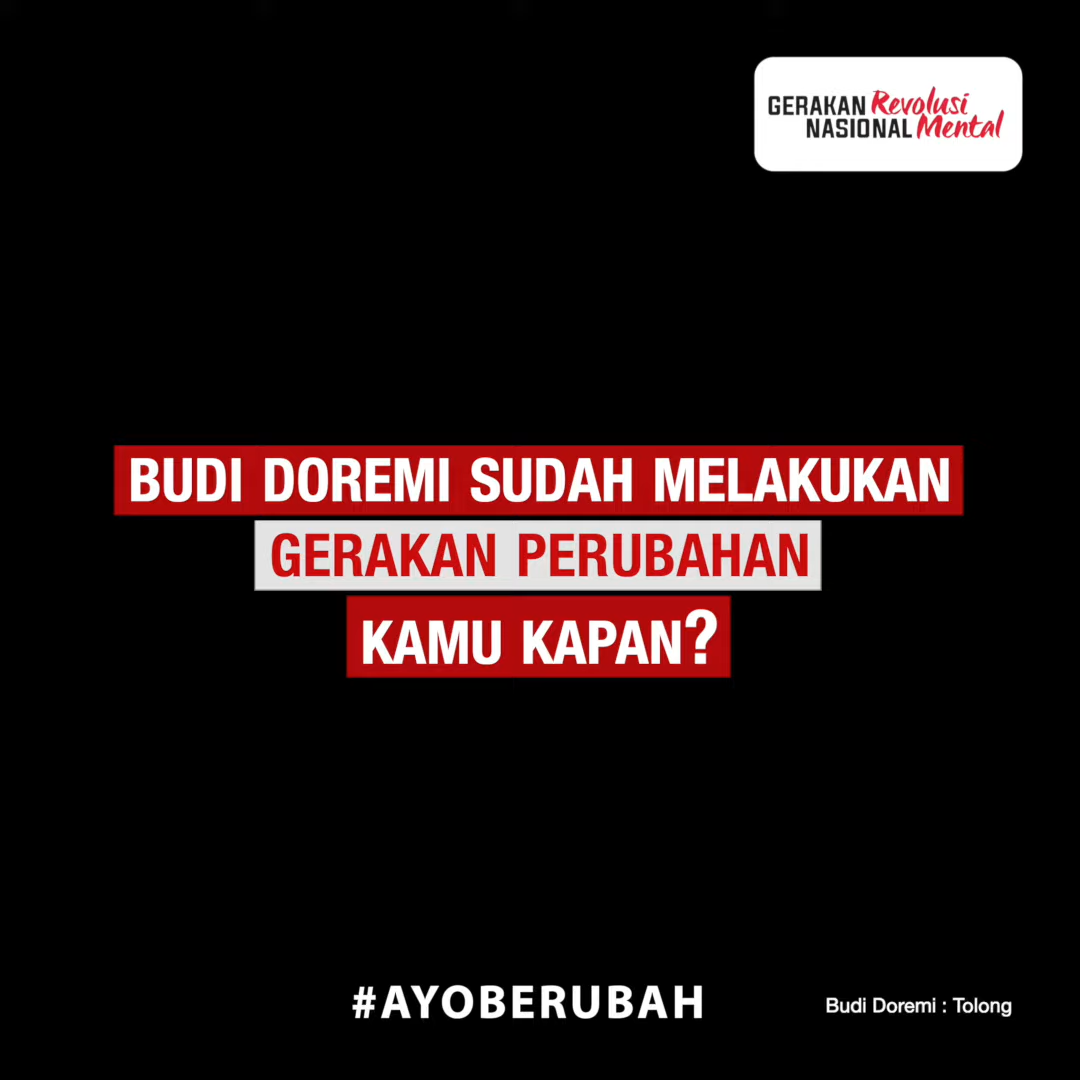 GERAKAN Revolusi
NASIONAL Mental
BUDI DOREMI SUDAH MELAKUKAN
GERAKAN PERUBAHAN
KAMU KAPAN?
#AYOBERUBAH
Budi Doremi : Tolong